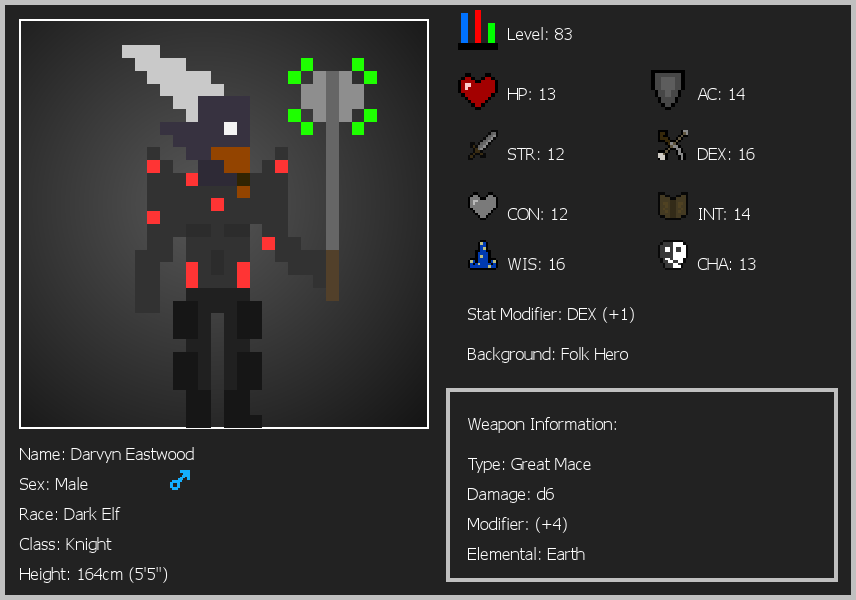 Level: 83
HP: 13
AC: 14
STR: 12
DEX: 16
CON: 12
INT: 14
WIS: 16
CHA: 13
Stat Modifier: DEX (+1)
Background: Folk Hero
Weapon Information:
Type: Great Mace
Damage: d6
Modifier: (+4)
Elemental: Earth
Name: Darvyn Eastwood
Sex: Male
Race: Dark Elf
Class: Knight
Height: 164cm (5'5")